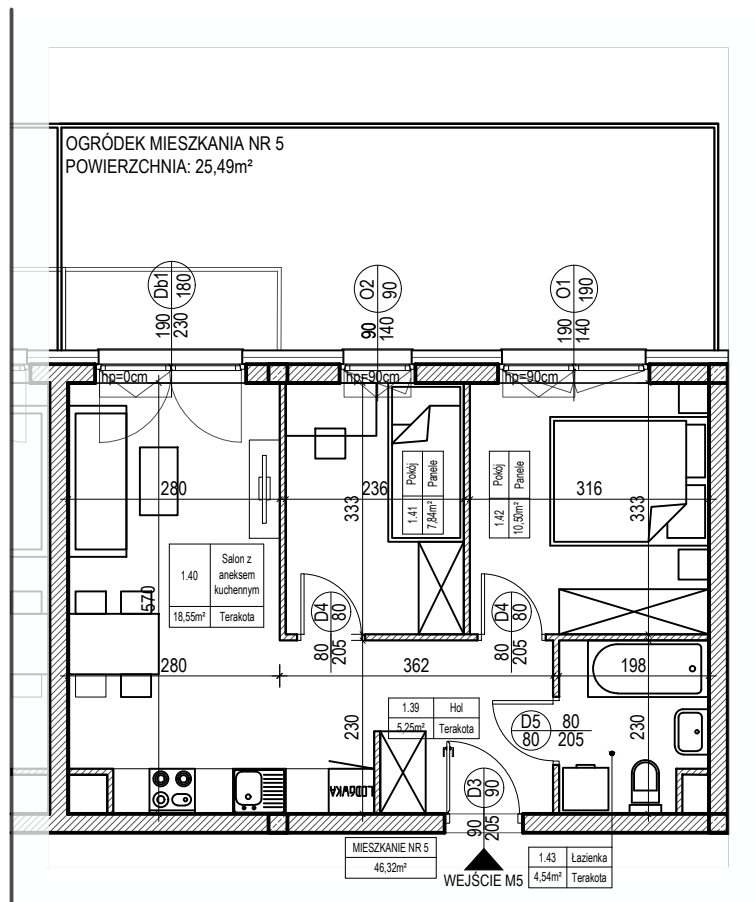 OGRÓDEK MIESZKANIA NR 5
POWIERZCHNIA: 25,49m²
Db1 180
190 230
O2 90
90 140
O1 190
190 140
hp=0cm
hp=90cm
hp=90cm
280
236
316
333
333
1.41 Pokój
7,84m² Panele
1.42 Pokój
10,50m² Panele
1.40 Salon z
aneksem
kuchennym
18,55m² Terakota
570
D4 80
80 205
D4 80
80 205
280
362
198
1.39 Hol
5,25m² Terakota
230
230
D5 80
80 205
LODÓWKA
D3 90
90 205
MIESZKANIE NR 5
46,32m²
WEJŚCIE M5
1.43 Łazienka
4,54m² Terakota